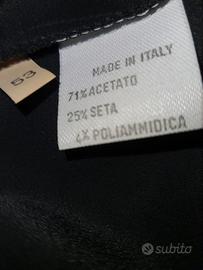 53
MADE IN ITALY
71% ACETATO
25% SETA
4% POLIAMMIDICA
subito